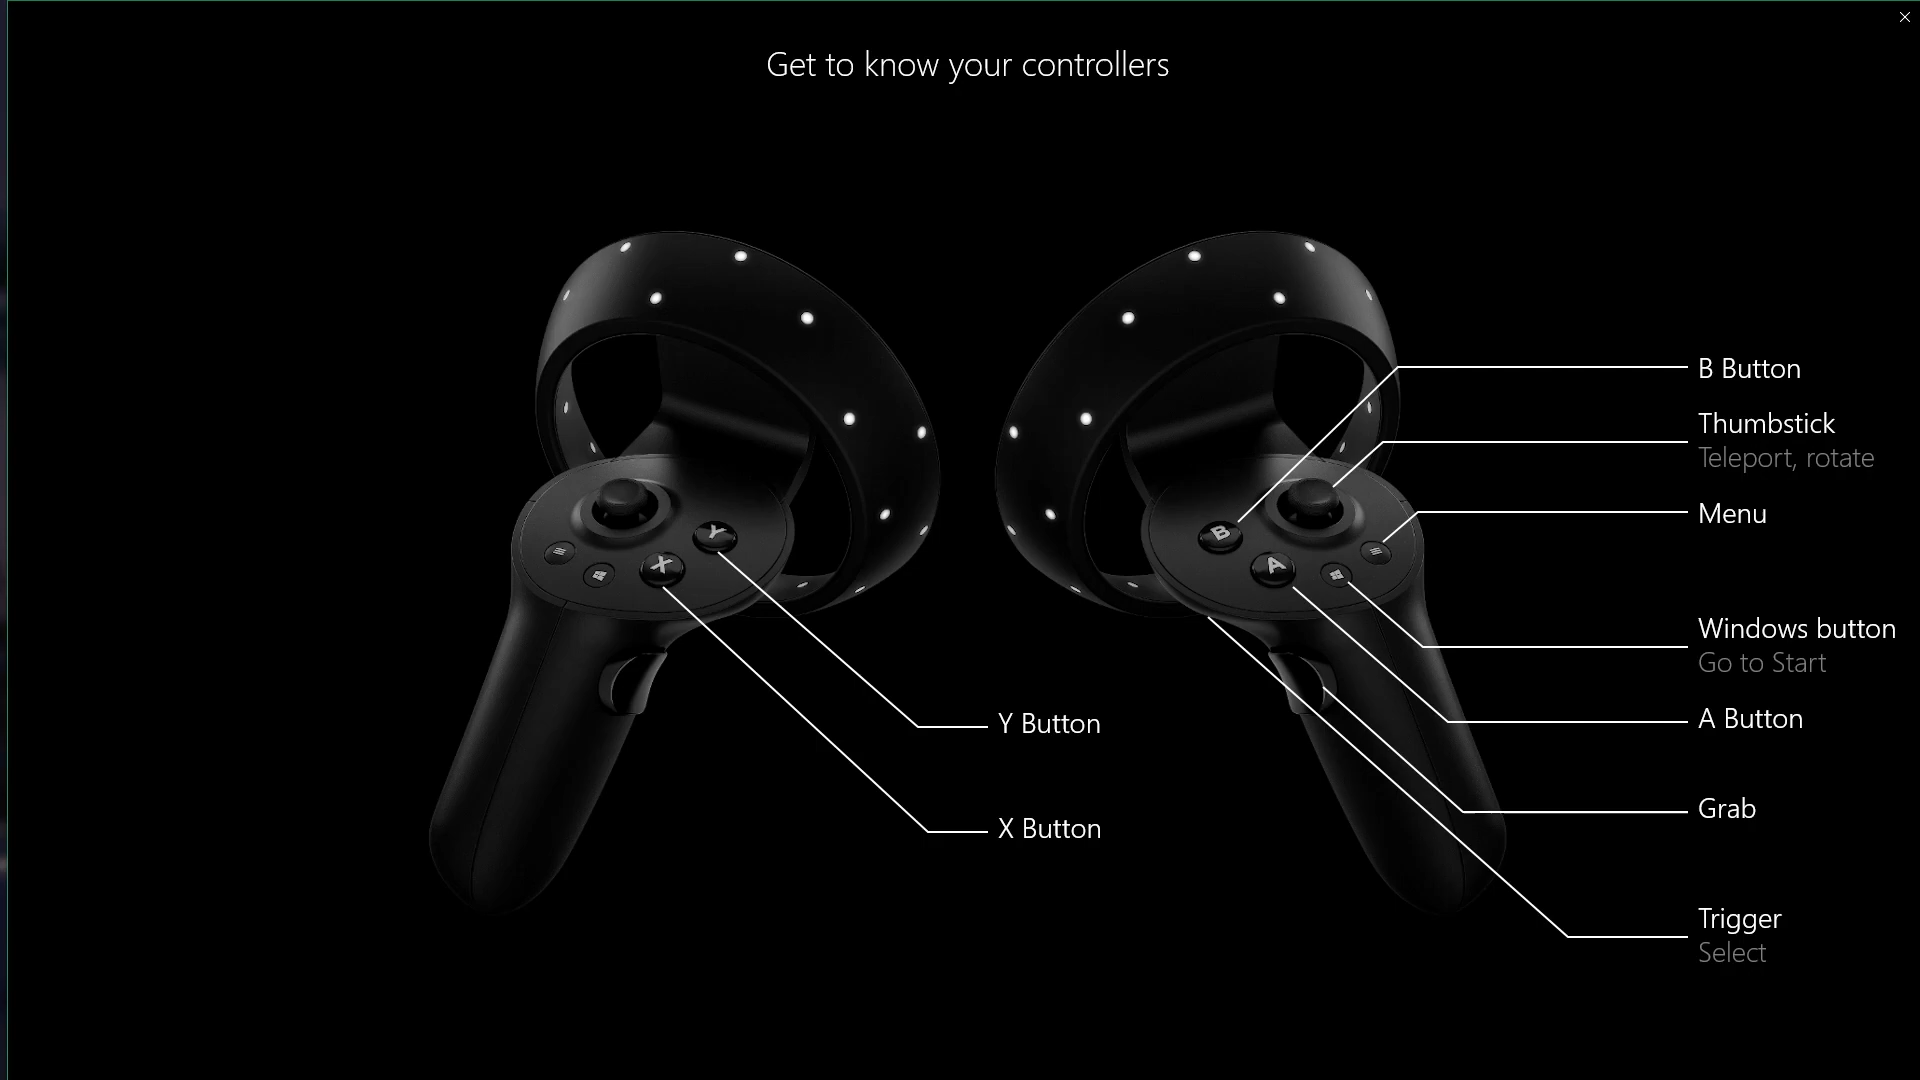 Get to know your controllers
B Button
Thumbstick
Teleport, rotate
Menu
Y
X
B
A
Windows button
Go to Start
A Button
Y Button
Grab
X Button
Trigger
Select